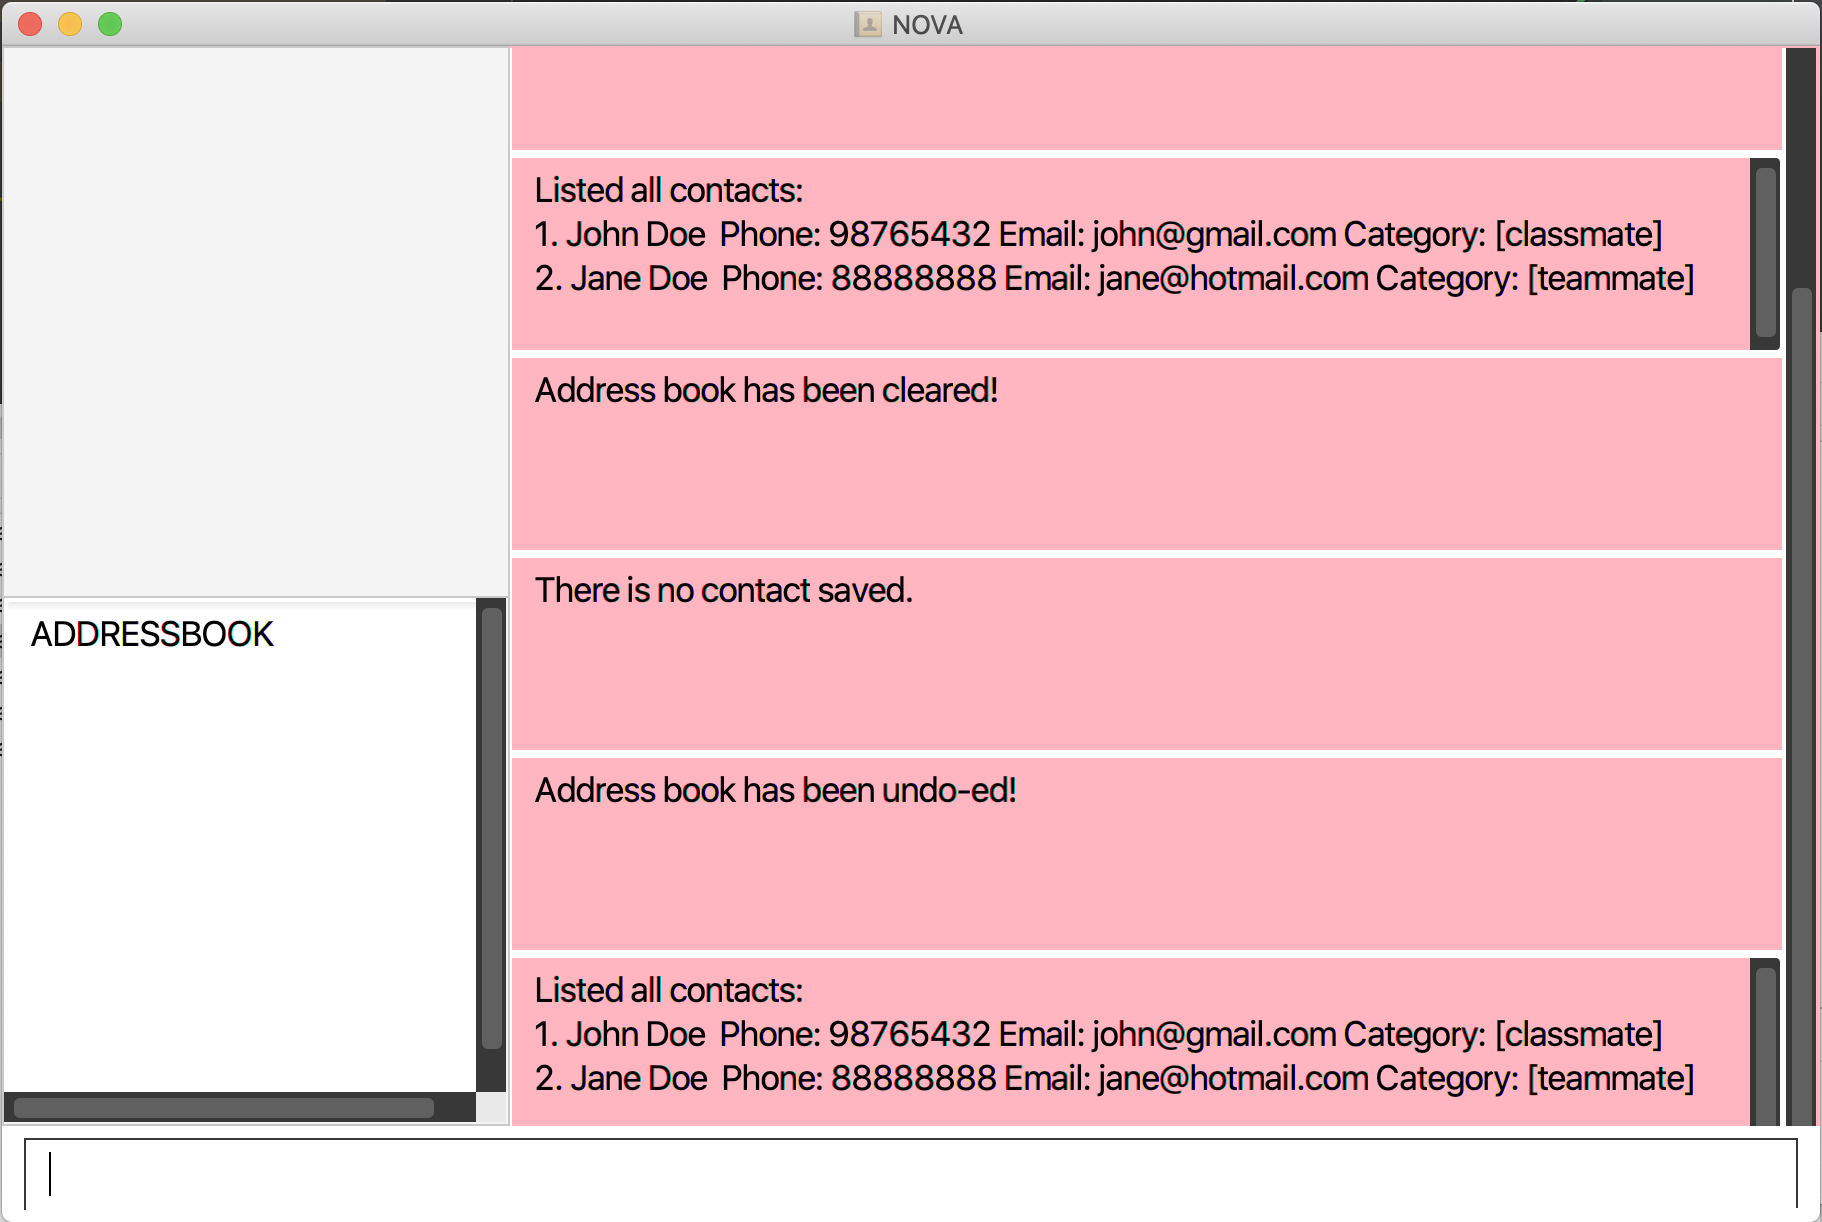 NOVA
Listed all contacts:
1. John Doe  Phone: 98765432 Email: john@gmail.com Category: [classmate]
2. Jane Doe  Phone: 88888888 Email: jane@hotmail.com Category: [teammate]
Address book has been cleared!
There is no contact saved.
ADDRESSBOOK
Address book has been undo-ed!
Listed all contacts:
1. John Doe  Phone: 98765432 Email: john@gmail.com Category: [classmate]
2. Jane Doe  Phone: 88888888 Email: jane@hotmail.com Category: [teammate]